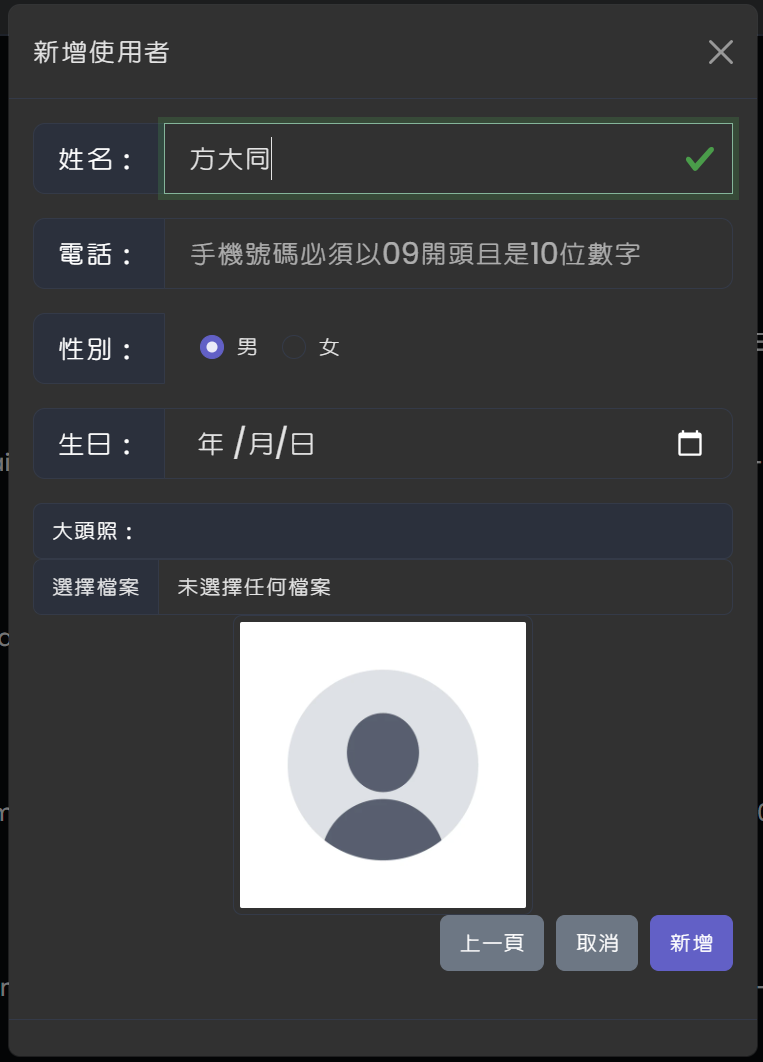 新增使用者
姓名：
方大同
電話：
手機號碼必須以09開頭且是10位數字
性別：
男
女
生日：
年 /月/日
大頭照：
選擇檔案
未選擇任何檔案
上一頁
取消
新增